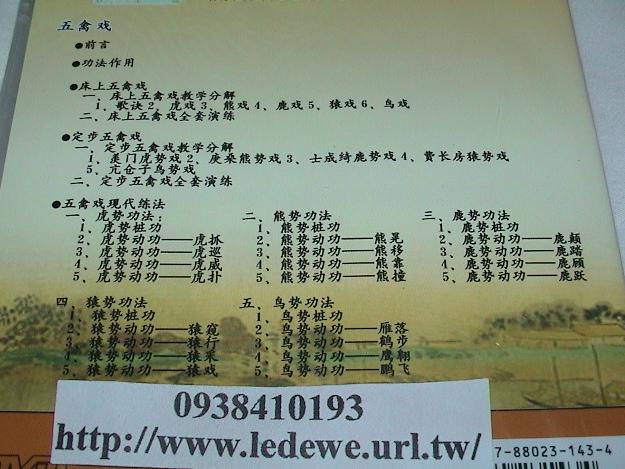 五禽戏
●前言
●功法作用
●床上五禽戏
一、床上五禽戏教学分解
1、歌诀 2、虎戏 3、熊戏 4、鹿戏 5、猿戏 6、鸟戏
二、床上五禽戏全套演练
●定步五禽戏
一、定步五禽戏教学分解
1、羡门虎势戏 2、庚桑熊势戏 3、士成绮鹿势戏 4、费长房猿势戏
5、亢仓子鸟势戏
二、定步五禽戏全套演练
●五禽戏现代练法
一、虎势功法：
1、虎势桩功
2、虎势动功——虎抓
3、虎势动功——虎巡
4、虎势动功——虎威
5、虎势动功——虎扑
二、熊势功法
1、熊势桩功
2、熊势动功——熊晃
3、熊势动功——熊移
4、熊势动功——熊靠
5、熊势动功——熊撞
三、鹿势功法
1、鹿势桩功
2、鹿势动功——鹿颠
3、鹿势动功——鹿踏
4、鹿势动功——鹿顾
5、鹿势动功——鹿跃
四、猿势功法
1、猿势桩功
2、猿势动功——猿窥
3、猿势动功——猿行
4、猿势动功——猿采
5、猿势动功——猿戏
五、鸟势功法
1、鸟势桩功
2、鸟势动功——雁落
3、鸟势动功——鹤步
4、鸟势动功——鹰翔
5、鸟势动功——鹏飞
0938410193
http://www.ledewe.url.tw/
7-88023-143-4